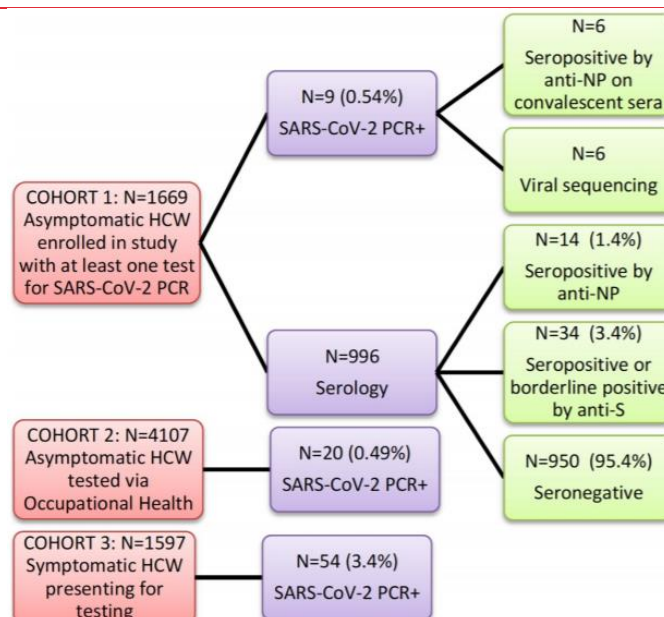 COHORT 1: N=1669
Asymptomatic HCW
enrolled in study
with at least one test
for SARS-CoV-2 PCR
N=9 (0.54%)
SARS-CoV-2 PCR+
N=6
Seropositive by
anti-NP on
convalescent sera
N=6
Viral sequencing
N=996
Serology
N=14 (1.4%)
Seropositive by
anti-NP
N=34 (3.4%)
Seropositive or
borderline positive
by anti-S
N=950 (95.4%)
Seronegative
COHORT 2: N=4107
Asymptomatic HCW
tested via
Occupational Health
N=20 (0.49%)
SARS-CoV-2 PCR+
COHORT 3: N=1597
Symptomatic HCW
presenting for
testing
N=54 (3.4%)
SARS-CoV-2 PCR+